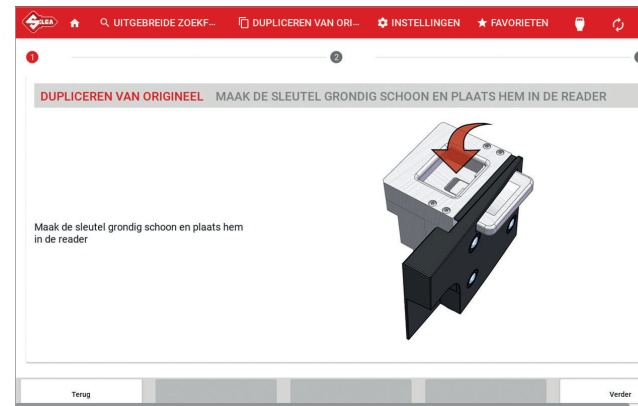 SILCA UITGEBREIDE ZOEKF... DUPLICEREN VAN ORI... INSTELLINGEN FAVORIETEN
1 2
DUPLICEREN VAN ORIGINEEL MAAK DE SLEUTEL GRONDIG SCHOON EN PLAATS HEM IN DE READER
Maak de sleutel grondig schoon en plaats hem
in de reader
Terug Verder